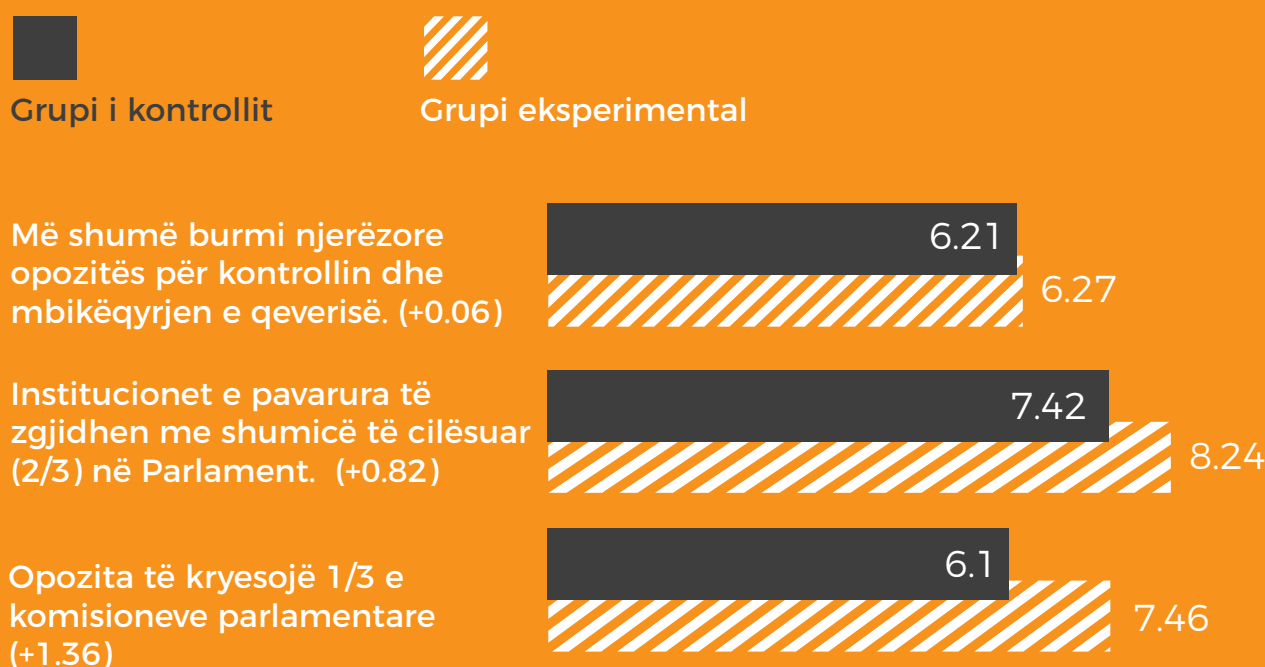 Grupi i kontrollit
Grupi eksperimental
Më shumë burmi njerëzore
opozitës për kontrollin dhe
mbikëqyrjen e qeverisë. (+0.06)
6.21
6.27
Institucionet e pavarura të
zgjidhen me shumicë të cilësuar
(2/3) në Parlament. (+0.82)
7.42
8.24
Opozita të kryesojë 1/3 e
komisioneve parlamentare
(+1.36)
6.1
7.46